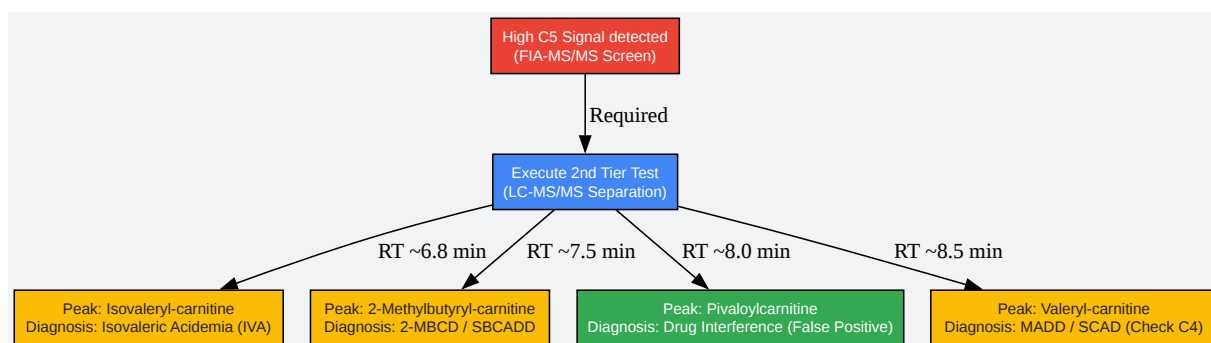 High C5 Signal detected
(FIA-MS/MS Screen)
Required
Execute 2nd Tier Test
(LC-MS/MS Separation)
RT ~6.8 min
RT ~7.5 min
RT ~8.0 min
RT ~8.5 min
Peak: Isovaleryl-carnitine
Diagnosis: Isovaleric Acidemia (IVA)
Peak: 2-Methylbutyryl-carnitine
Diagnosis: 2-MBCD / SBCADD
Peak: Pivaloylcarnitine
Diagnosis: Drug Interference (False Positive)
Peak: Valeryl-carnitine
Diagnosis: MADD / SCAD (Check C4)